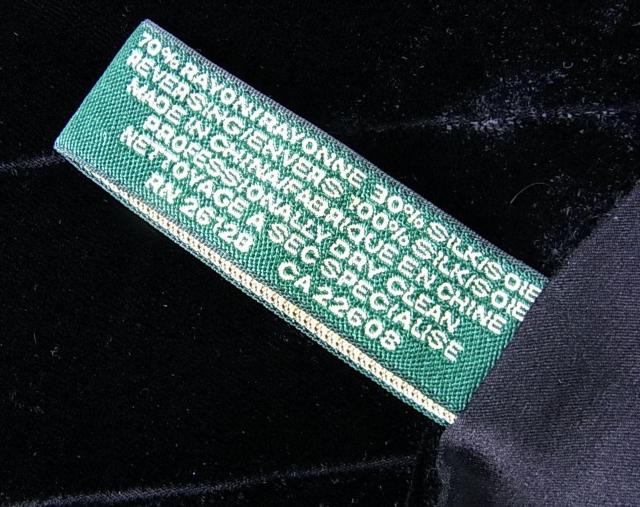 70% RAYON/RAYONNE 30% SILK/SOIE
REVERSING/ENVERS 100% SILK/SOIE
MADE IN CHINA/FABRIQUE EN CHINE
PROFESSIONALLY DRY CLEAN
NETTOYAGE A SEC SPECIALISE
RN 26128 CA 22608